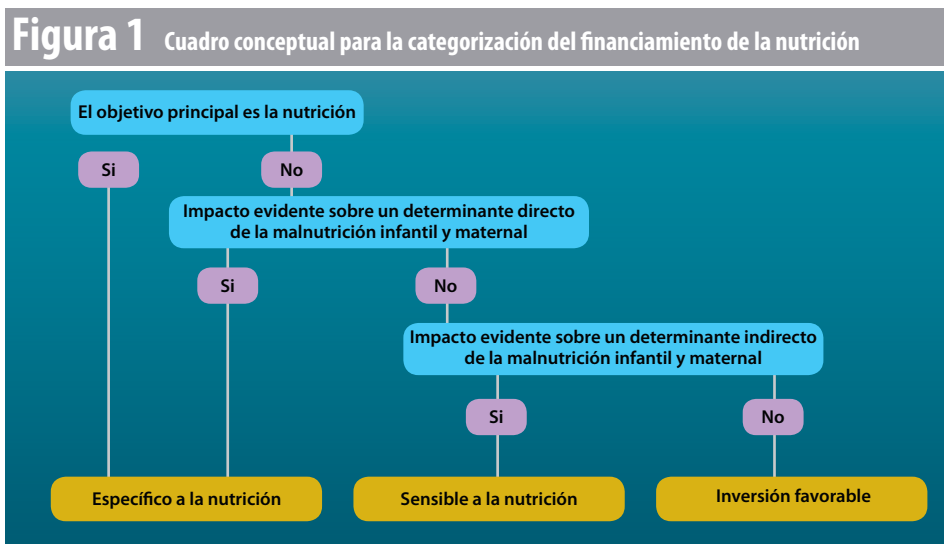 Figura 1 Cuadro conceptual para la categorización del financiamiento de la nutrición
El objetivo principal es la nutrición
Si
No
Impacto evidente sobre un determinante directo
de la malnutrición infantil y maternal
Si
No
Impacto evidente sobre un determinante indirecto
de la malnutrición infantil y maternal
Si
No
Específico a la nutrición
Sensible a la nutrición
Inversión favorable